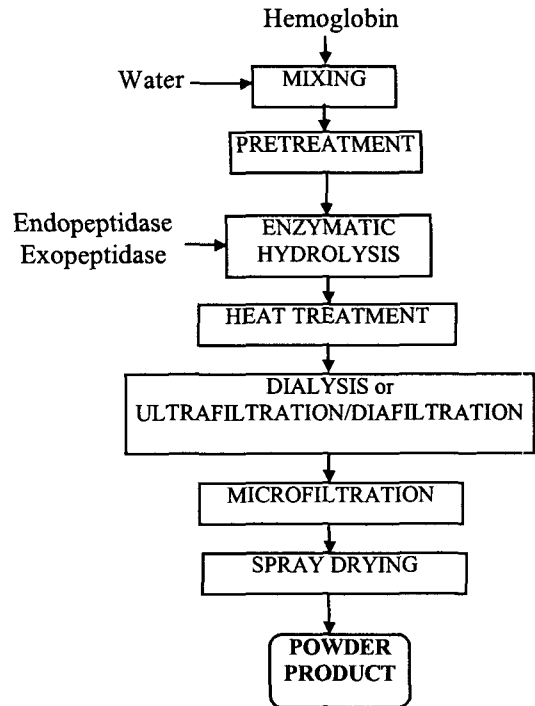 Hemoglobin
Water
MIXING
PRETREATMENT
Endopeptidase
Exopeptidase
ENZYMATIC
HYDROLYSIS
HEAT TREATMENT
DIALYSIS or
ULTRAFILTRATION/DIAFILTRATION
MICROFILTRATION
SPRAY DRYING
POWDER
PRODUCT